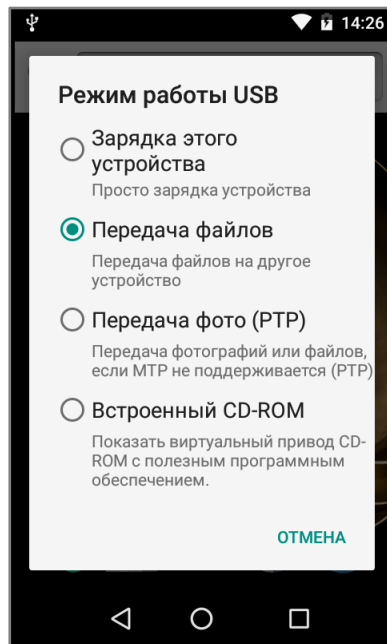 14:26
Режим работы USB
Зарядка этого
устройства
Просто зарядка устройства
Передача файлов
Передача файлов на другое
устройство
Передача фото (PTP)
Передача фотографий или файлов,
если MTP не поддерживается (PTP)
Встроенный CD-ROM
Показать виртуальный привод CD-
ROM с полезным программным
обеспечением.
ОТМЕНА